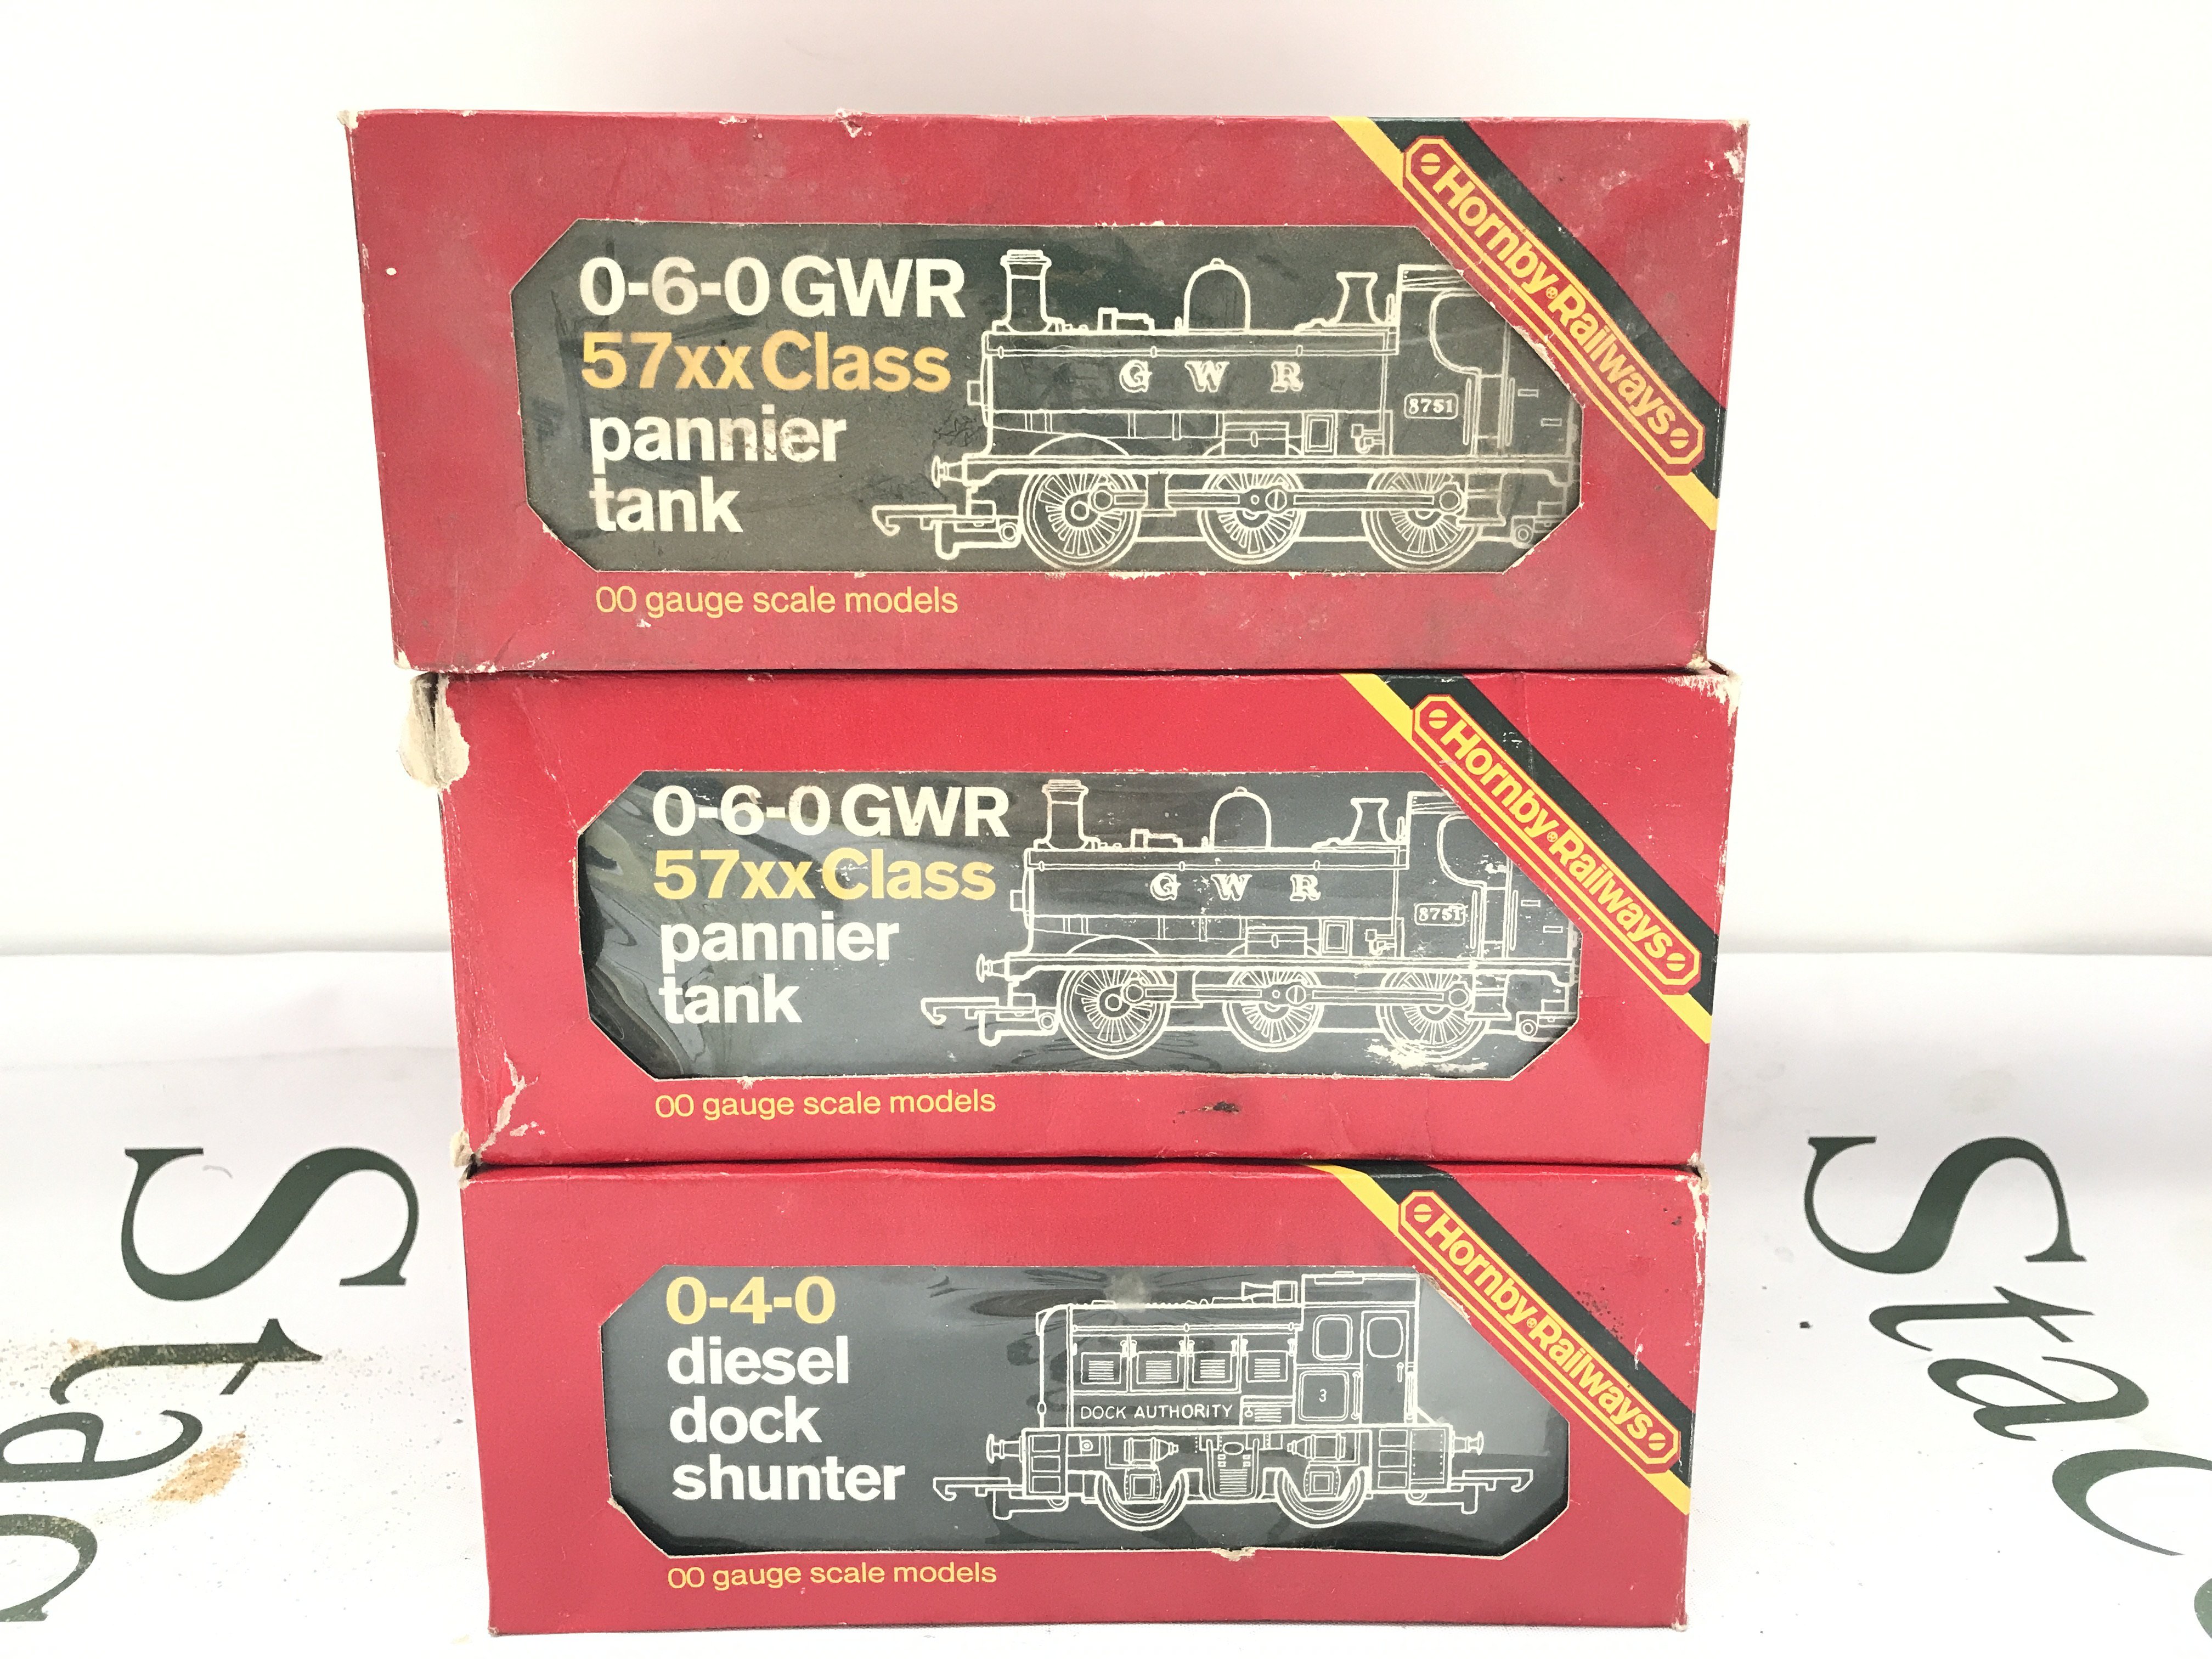 Hornby Railways
0-6-0 GWR
57xx Class
pannier
tank
G W R
8751
00 gauge scale models
Hornby Railways
0-6-0 GWR
57xx Class
pannier
tank
G W R
8751
00 gauge scale models
Hornby Railways
0-4-0
diesel
dock
shunter
3
DOCK AUTHORITY
00 gauge scale models
Stac
Stac